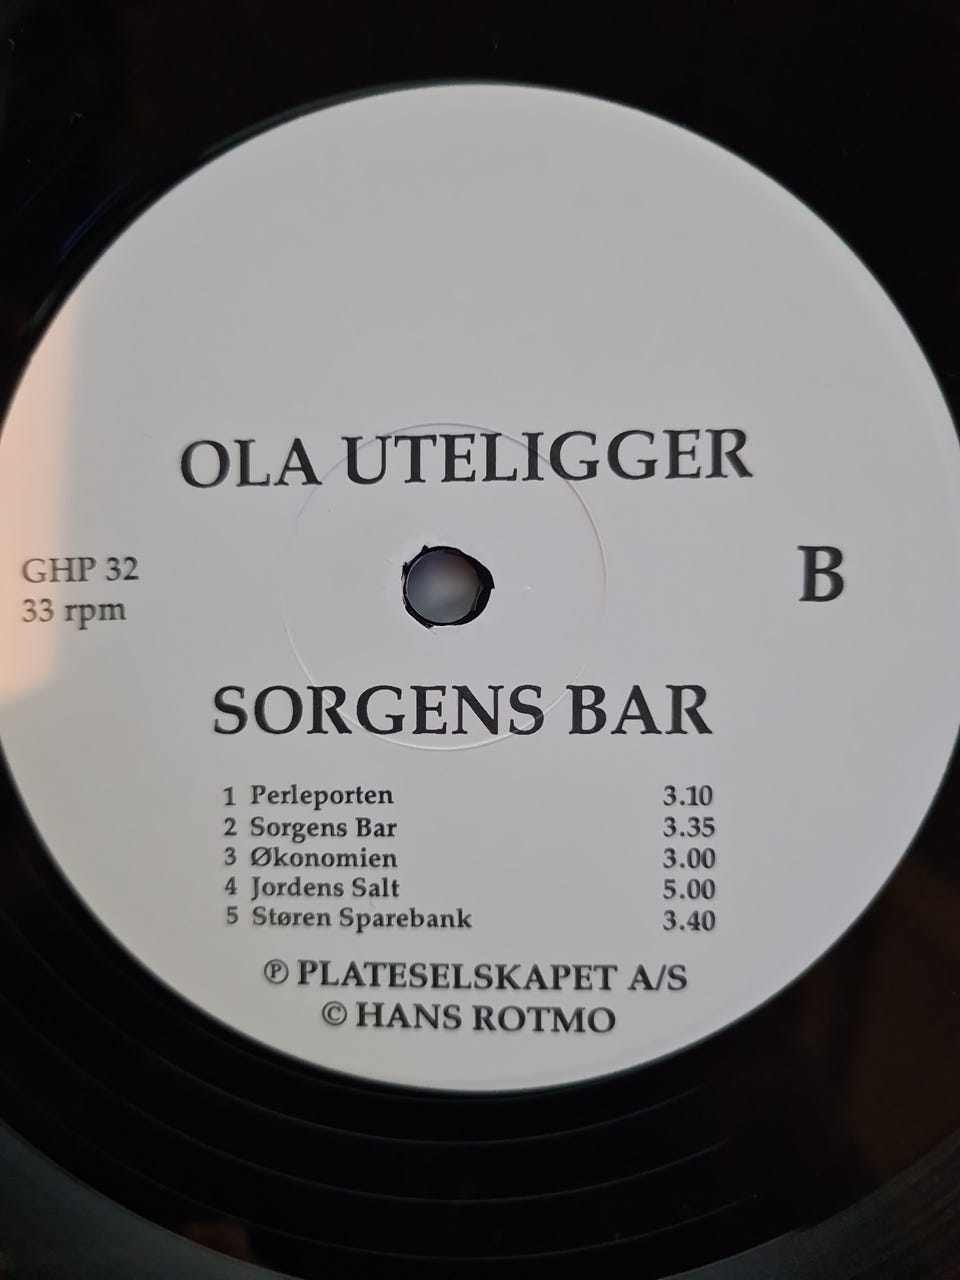 OLA UTELIGGER
GHP 32
33 rpm
B
SORGENS BAR
1 Perleporten 3.10
2 Sorgens Bar 3.35
3 Økonomien 3.00
4 Jordens Salt 5.00
5 Støren Sparebank 3.40
℗ PLATESELSKAPET A/S
© HANS ROTMO